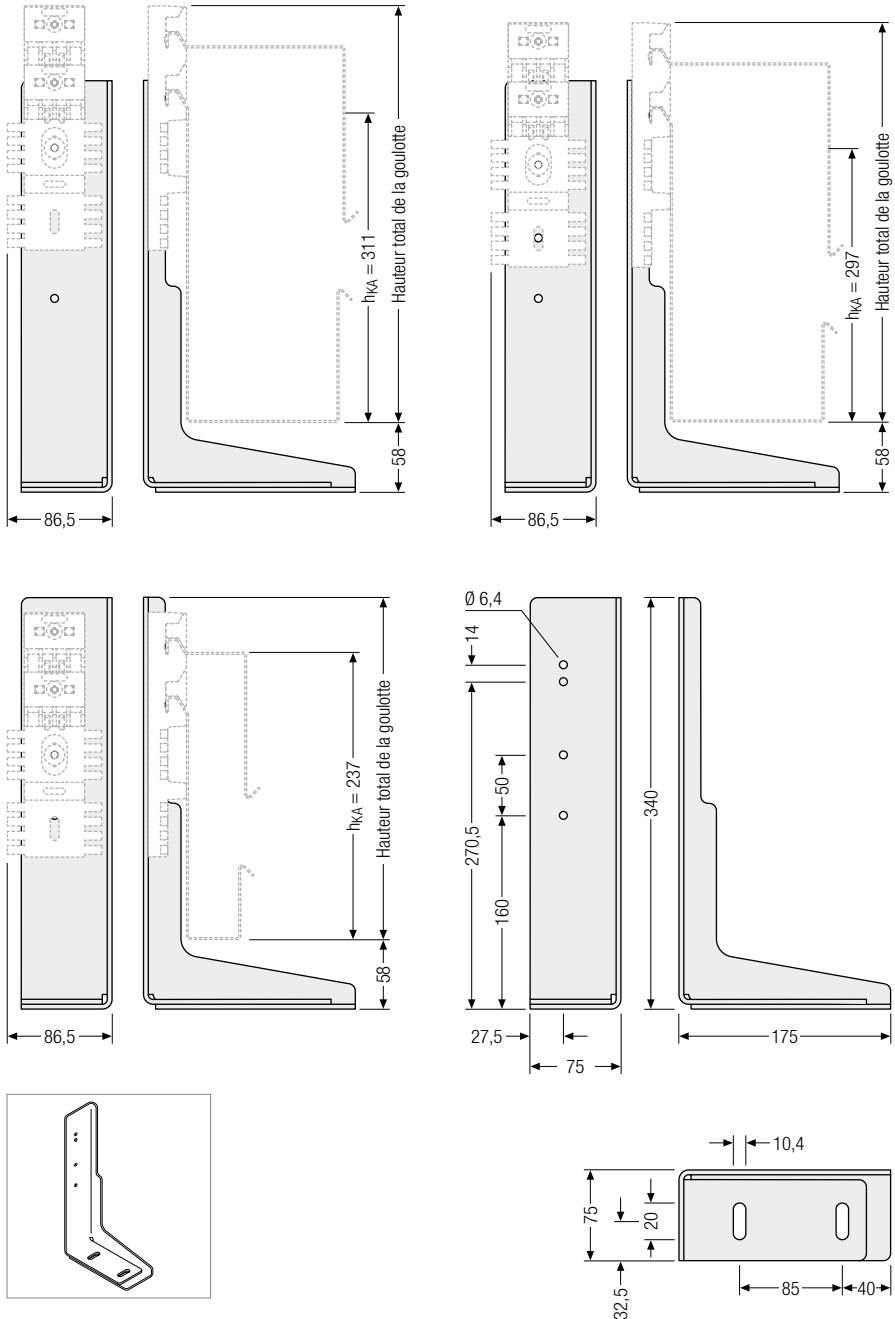 hKA = 311
Hauteur total de la goulotte
58
86,5
hKA = 297
Hauteur total de la goulotte
58
86,5
hKA = 237
Hauteur total de la goulotte
58
86,5
Ø 6,4
14
50
270,5
160
340
27,5
75
175
10,4
75
20
32,5
85
40